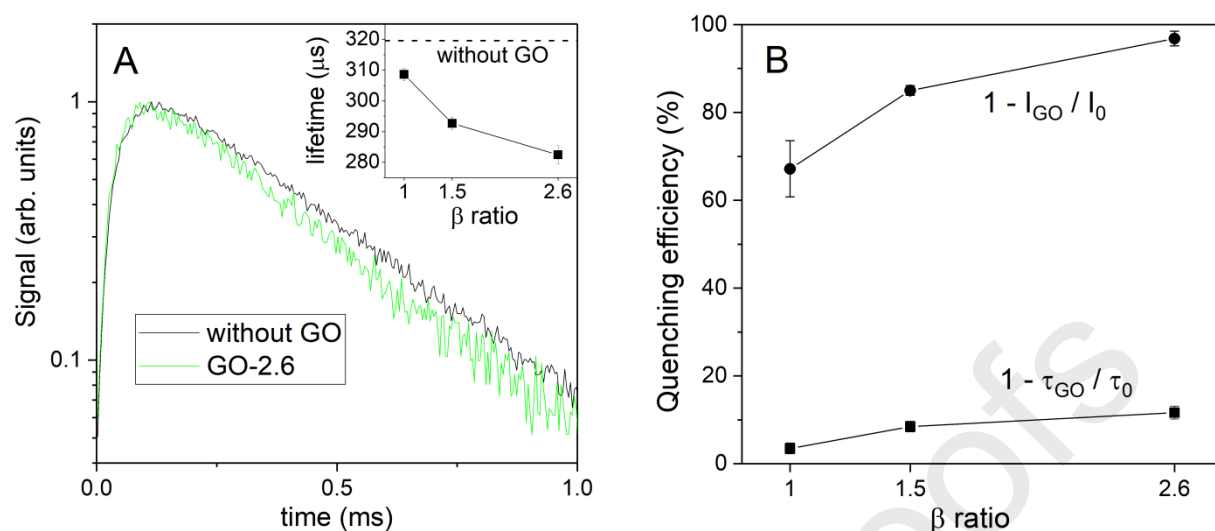 A
Signal (arb. units)
1
0.1
0.0
0.5
1.0
time (ms)
without GO
GO-2.6
lifetime (μs)
320
310
300
290
280
without GO
1
1.5
2.6
β ratio
B
Quenching efficiency (%)
100
80
60
40
20
0
1 - I_GO / I_0
1 - τ_GO / τ_0
1
1.5
2.6
β ratio
oofs